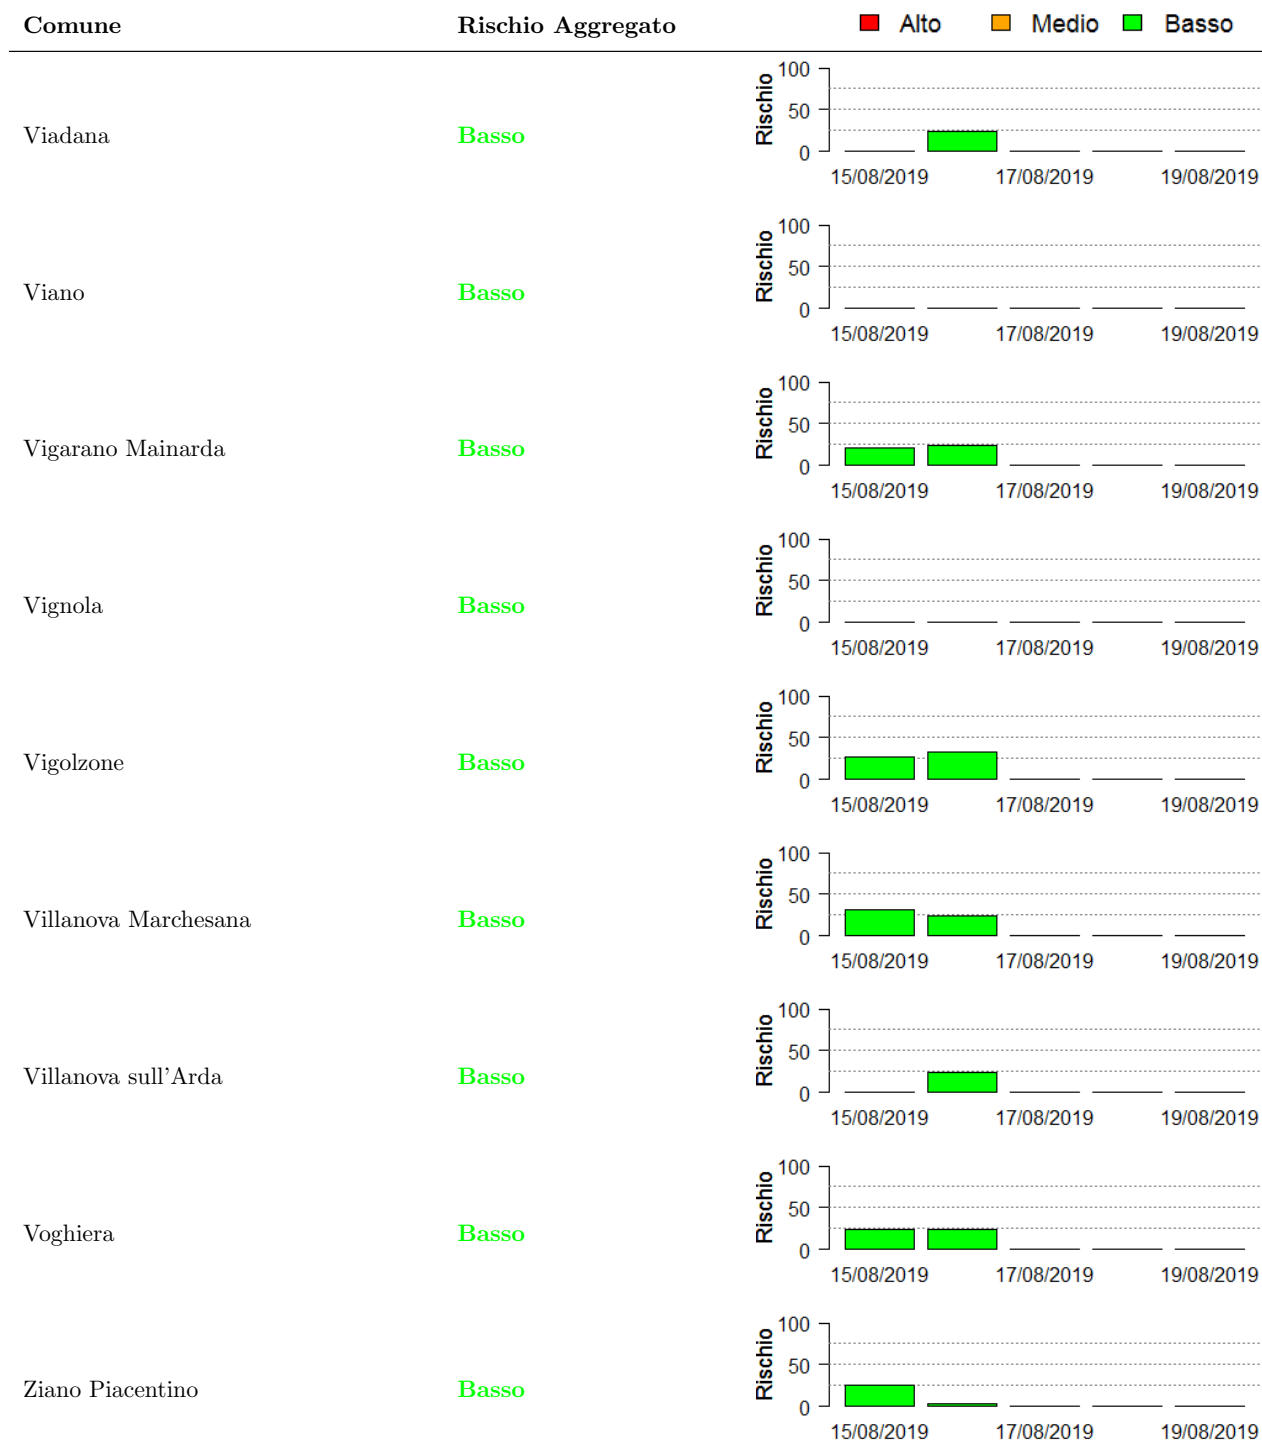 Comune Rischio Aggregato Alto Medio Basso
Viadana Basso
Rischio
100
50
0
15/08/2019 17/08/2019 19/08/2019
Viano Basso
Rischio
100
50
0
15/08/2019 17/08/2019 19/08/2019
Vigarano Mainarda Basso
Rischio
100
50
0
15/08/2019 17/08/2019 19/08/2019
Vignola Basso
Rischio
100
50
0
15/08/2019 17/08/2019 19/08/2019
Vigolzone Basso
Rischio
100
50
0
15/08/2019 17/08/2019 19/08/2019
Villanova Marchesana Basso
Rischio
100
50
0
15/08/2019 17/08/2019 19/08/2019
Villanova sull'Arda Basso
Rischio
100
50
0
15/08/2019 17/08/2019 19/08/2019
Voghiera Basso
Rischio
100
50
0
15/08/2019 17/08/2019 19/08/2019
Ziano Piacentino Basso
Rischio
100
50
0
15/08/2019 17/08/2019 19/08/2019